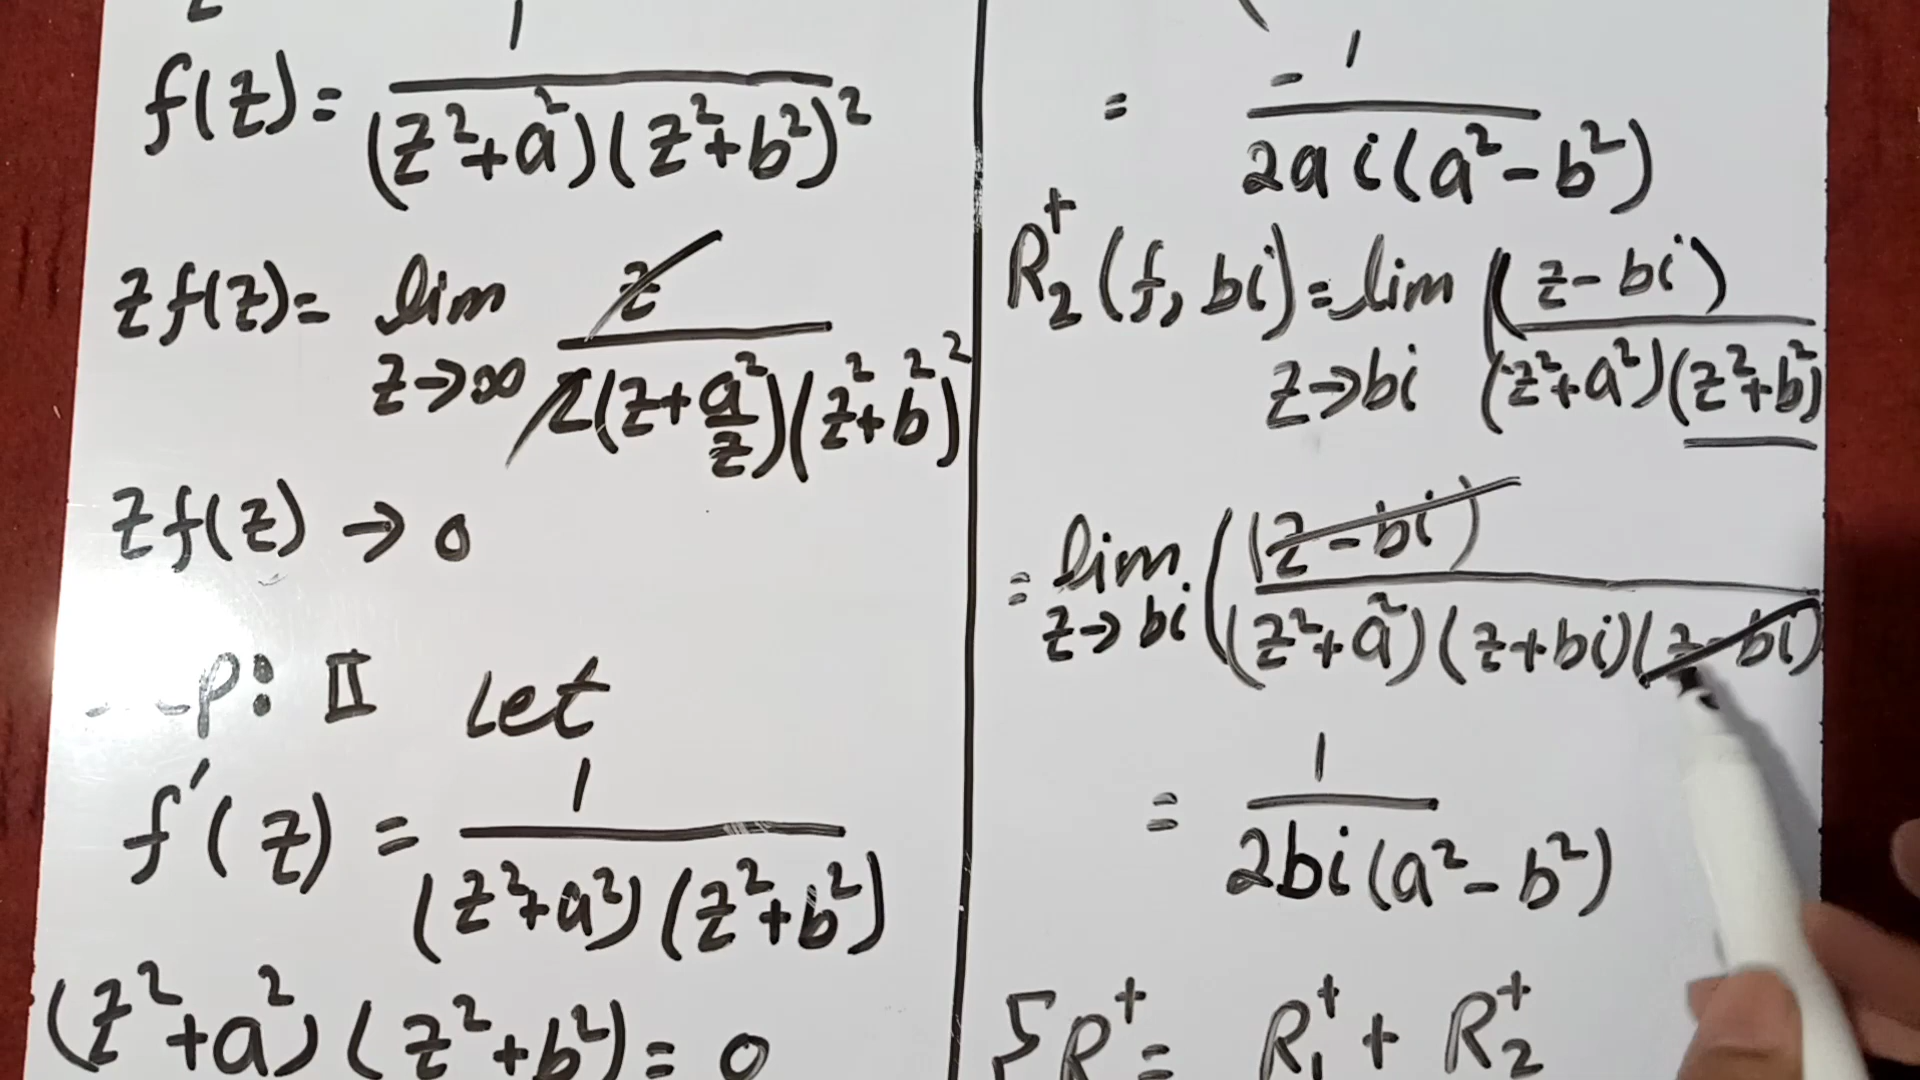 f(z) = 1/((z²+a²)(z²+b²)²
zf(z) = lim z→∞ z/(z(z+a²/z)(z²+b²)²
zf(z) → 0
p: II Let
f'(z) = 1/((z²+a²)(z²+b²))
(z²+a²)(z²+b²) = 0
= -1/(2ai(a²-b²))
R₂⁺(f, bi) = lim z→bi ((z-bi)/((z²+a²)(z²+b²)
= lim z→bi ((z-bi)/((z²+a²)(z+bi)(z-bi)
= 1/(2bi(a²-b²))
ΣR⁺ = R₁⁺ + R₂⁺